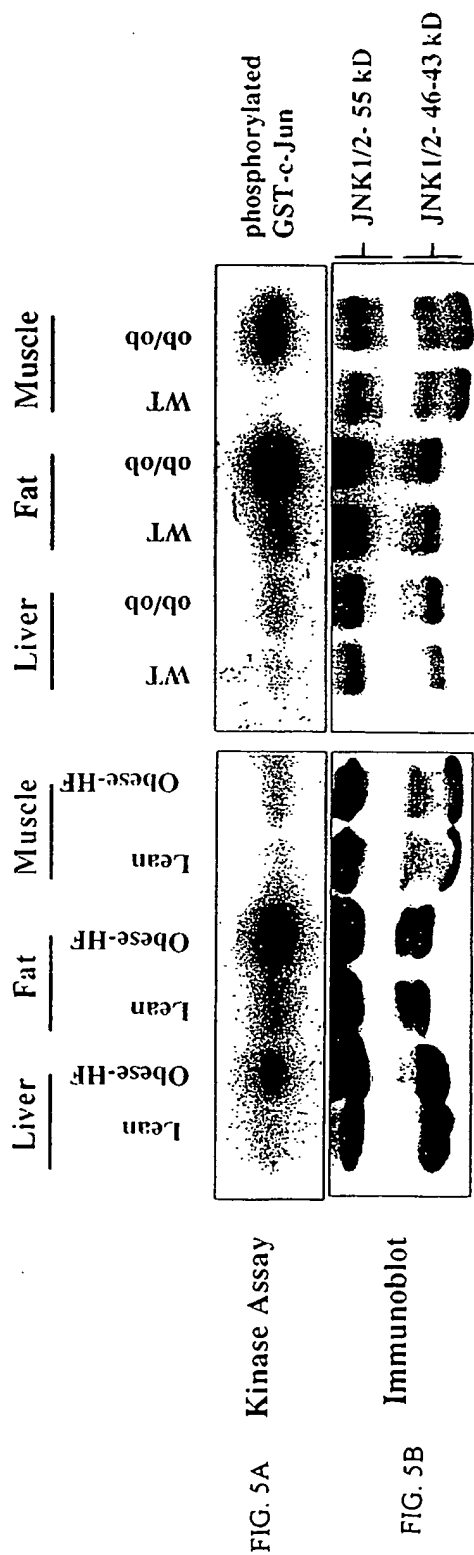 Liver Fat Muscle Liver Fat Muscle
Lean Obese-HF Lean Obese-HF Lean Obese-HF WT ob/ob WT ob/ob WT ob/ob
FIG. 5A Kinase Assay phosphorylated
GST-c-Jun
FIG. 5B Immunoblot JNK1/2- 55 kD
JNK1/2- 46-43 kD